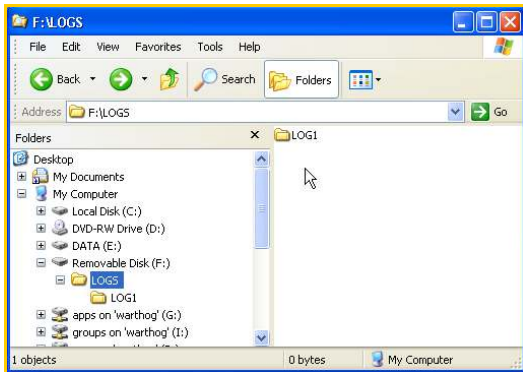 F:\LOGS
File Edit View Favorites Tools Help
Back Search Folders
Address F:\LOGS Go
Folders x LOG1
Desktop
My Documents
My Computer
Local Disk (C:)
DVD-RW Drive (D:)
DATA (E:)
Removable Disk (F:)
LOGS
LOG1
apps on 'warthog' (G:)
groups on 'warthog' (I:)
1 objects 0 bytes My Computer